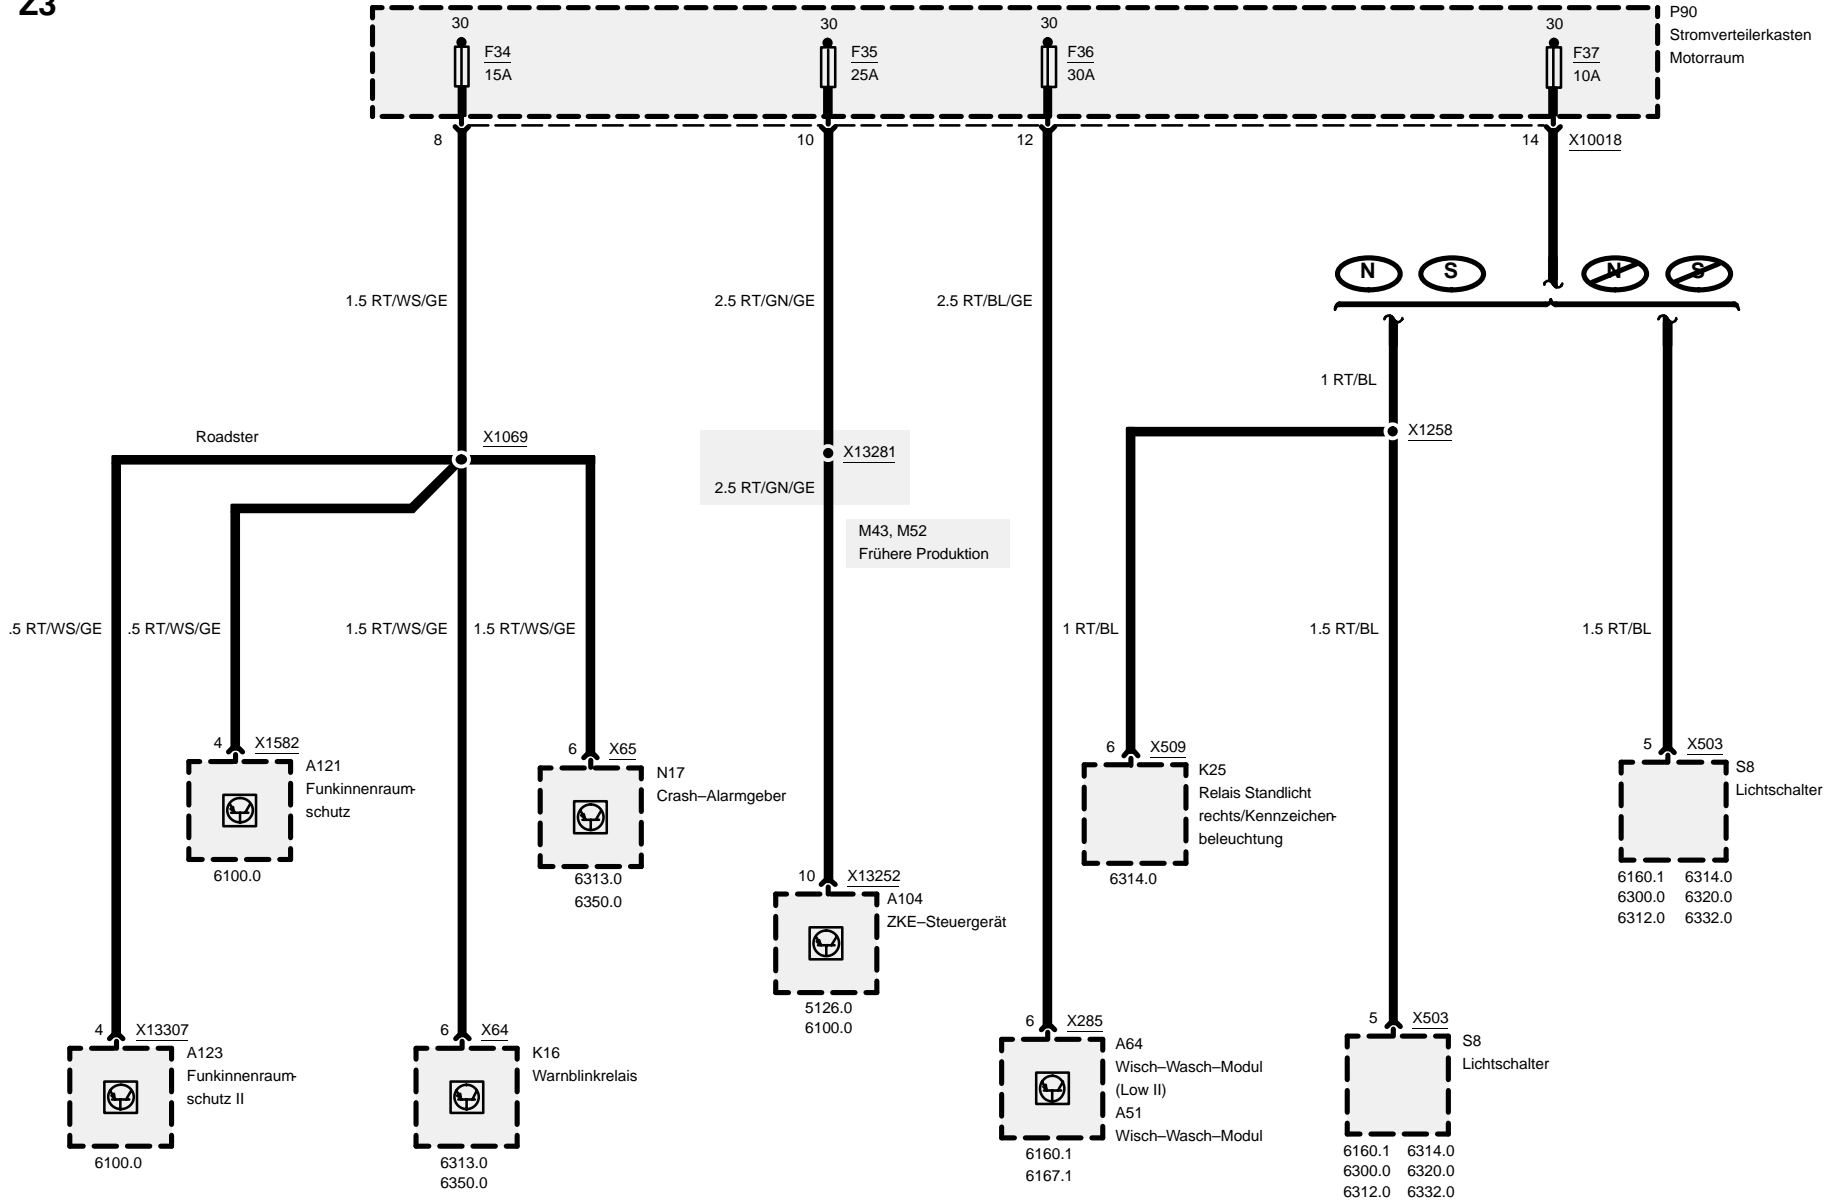 Z3
30
30
30
30
F34
15A
F35
25A
F36
30A
F37
10A
P90
Stromverteilerkasten
Motorraum
8
10
12
14
X10018
N
S
N
S
1.5 RT/WS/GE
2.5 RT/GN/GE
2.5 RT/BL/GE
1 RT/BL
Roadster
X1069
X13281
X1258
2.5 RT/GN/GE
M43, M52
Frühere Produktion
.5 RT/WS/GE
.5 RT/WS/GE
1.5 RT/WS/GE
1.5 RT/WS/GE
1 RT/BL
1.5 RT/BL
1.5 RT/BL
4
X1582
A121
Funkinnenraum-
schutz
6100.0
6
X65
N17
Crash–Alarmgeber
6313.0
6350.0
6
X509
K25
Relais Standlicht
rechts/Kennzeichen-
beleuchtung
6314.0
5
X503
S8
Lichtschalter
6160.1 6314.0
6300.0 6320.0
6312.0 6332.0
10
X13252
A104
ZKE–Steuergerät
5126.0
6100.0
4
X13307
A123
Funkinnenraum-
schutz II
6100.0
6
X64
K16
Warnblinkrelais
6313.0
6350.0
6
X285
A64
Wisch–Wasch–Modul
(Low II)
A51
Wisch–Wasch–Modul
6160.1
6167.1
5
X503
S8
Lichtschalter
6160.1 6314.0
6300.0 6320.0
6312.0 6332.0